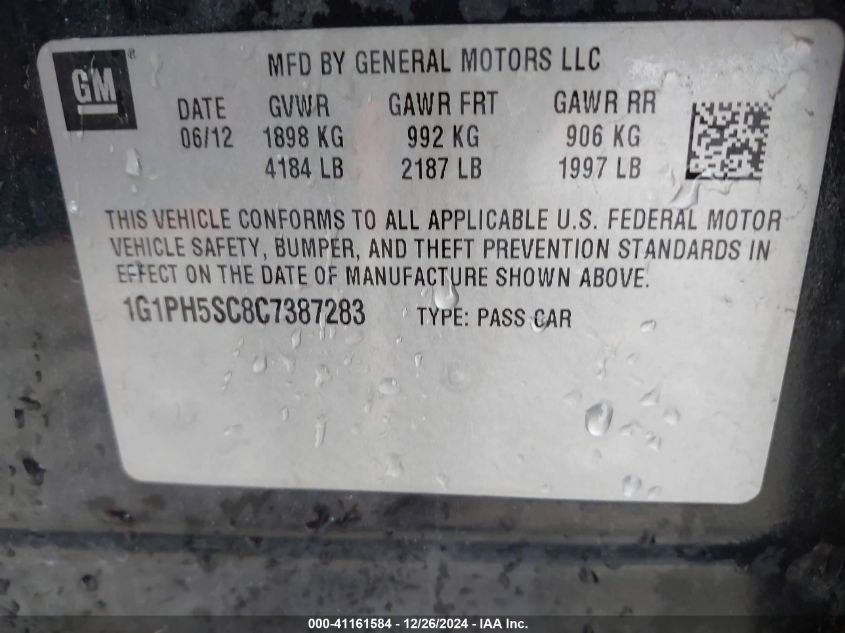 GM®
MFD BY GENERAL MOTORS LLC
DATE GVWR GAWR FRT GAWR RR
06/12 1898 KG 992 KG 906 KG
4184 LB 2187 LB 1997 LB
THIS VEHICLE CONFORMS TO ALL APPLICABLE U.S. FEDERAL MOTOR
VEHICLE SAFETY, BUMPER, AND THEFT PREVENTION STANDARDS IN
EFFECT ON THE DATE OF MANUFACTURE SHOWN ABOVE.
1G1PH5SC8C7387283 TYPE: PASS CAR
000-41161584 - 12/26/2024 - IAA Inc.